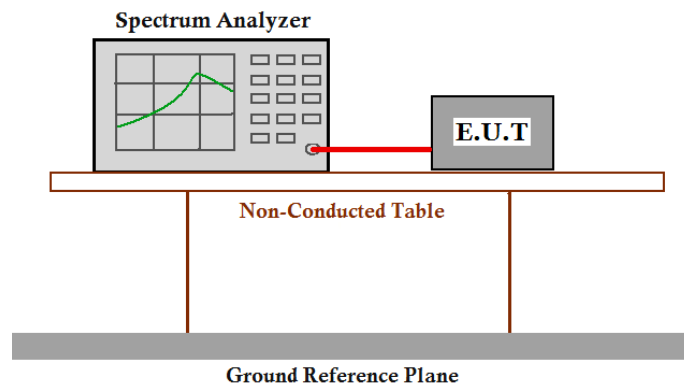 Spectrum Analyzer
E.U.T
Non-Conducted Table
Ground Reference Plane